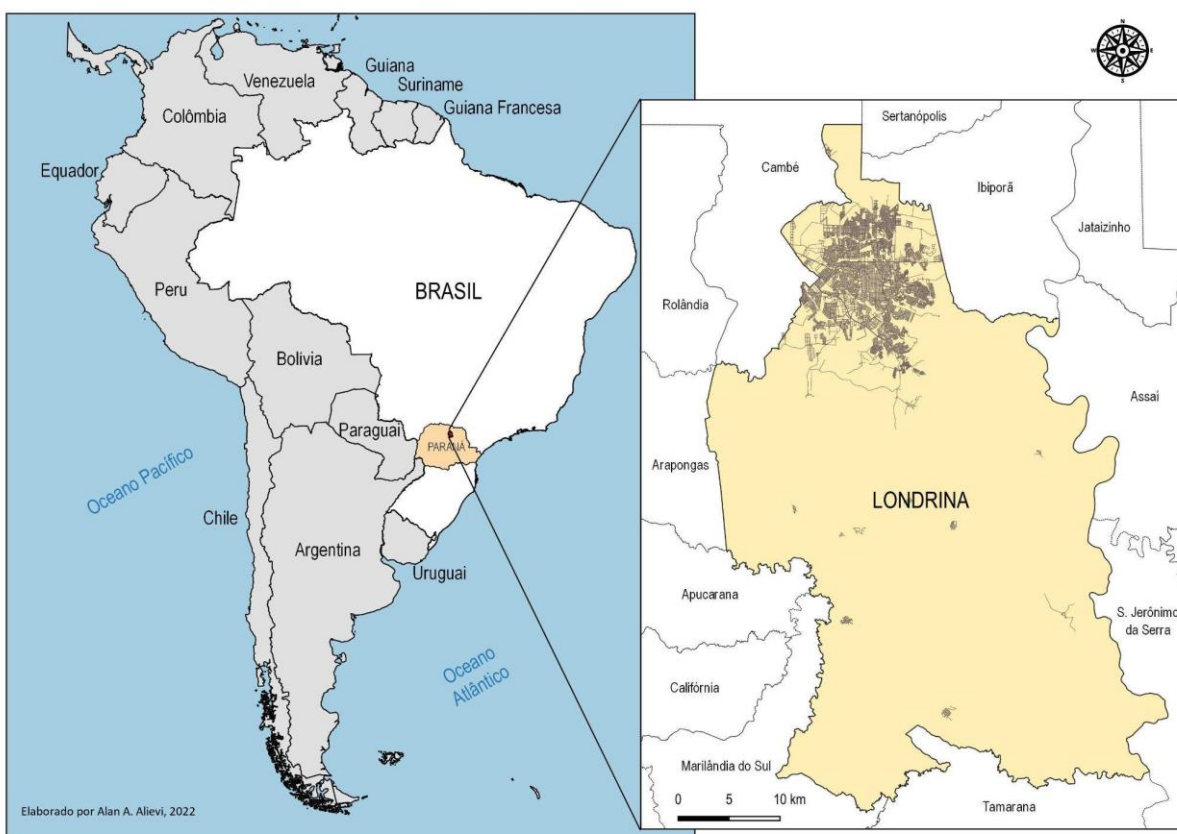 N
W
E
S
Guiana
Suriname
Guiana Francesa
Venezuela
Colômbia
Equador
Peru
BRASIL
Bolivia
Paraguai
PARANÁ
Oceano Pacífico
Chile
Argentina
Uruguai
Oceano
Atlântico
Elaborado por Alan A. Alievi, 2022
Sertanópolis
Cambé
Ibiporã
Jataizinho
Rolândia
Assai
Arapongas
LONDRINA
Apucarana
S. Jerônimo
da Serra
Califórnia
Marilândia do Sul
Tamarana
0 5 10 km